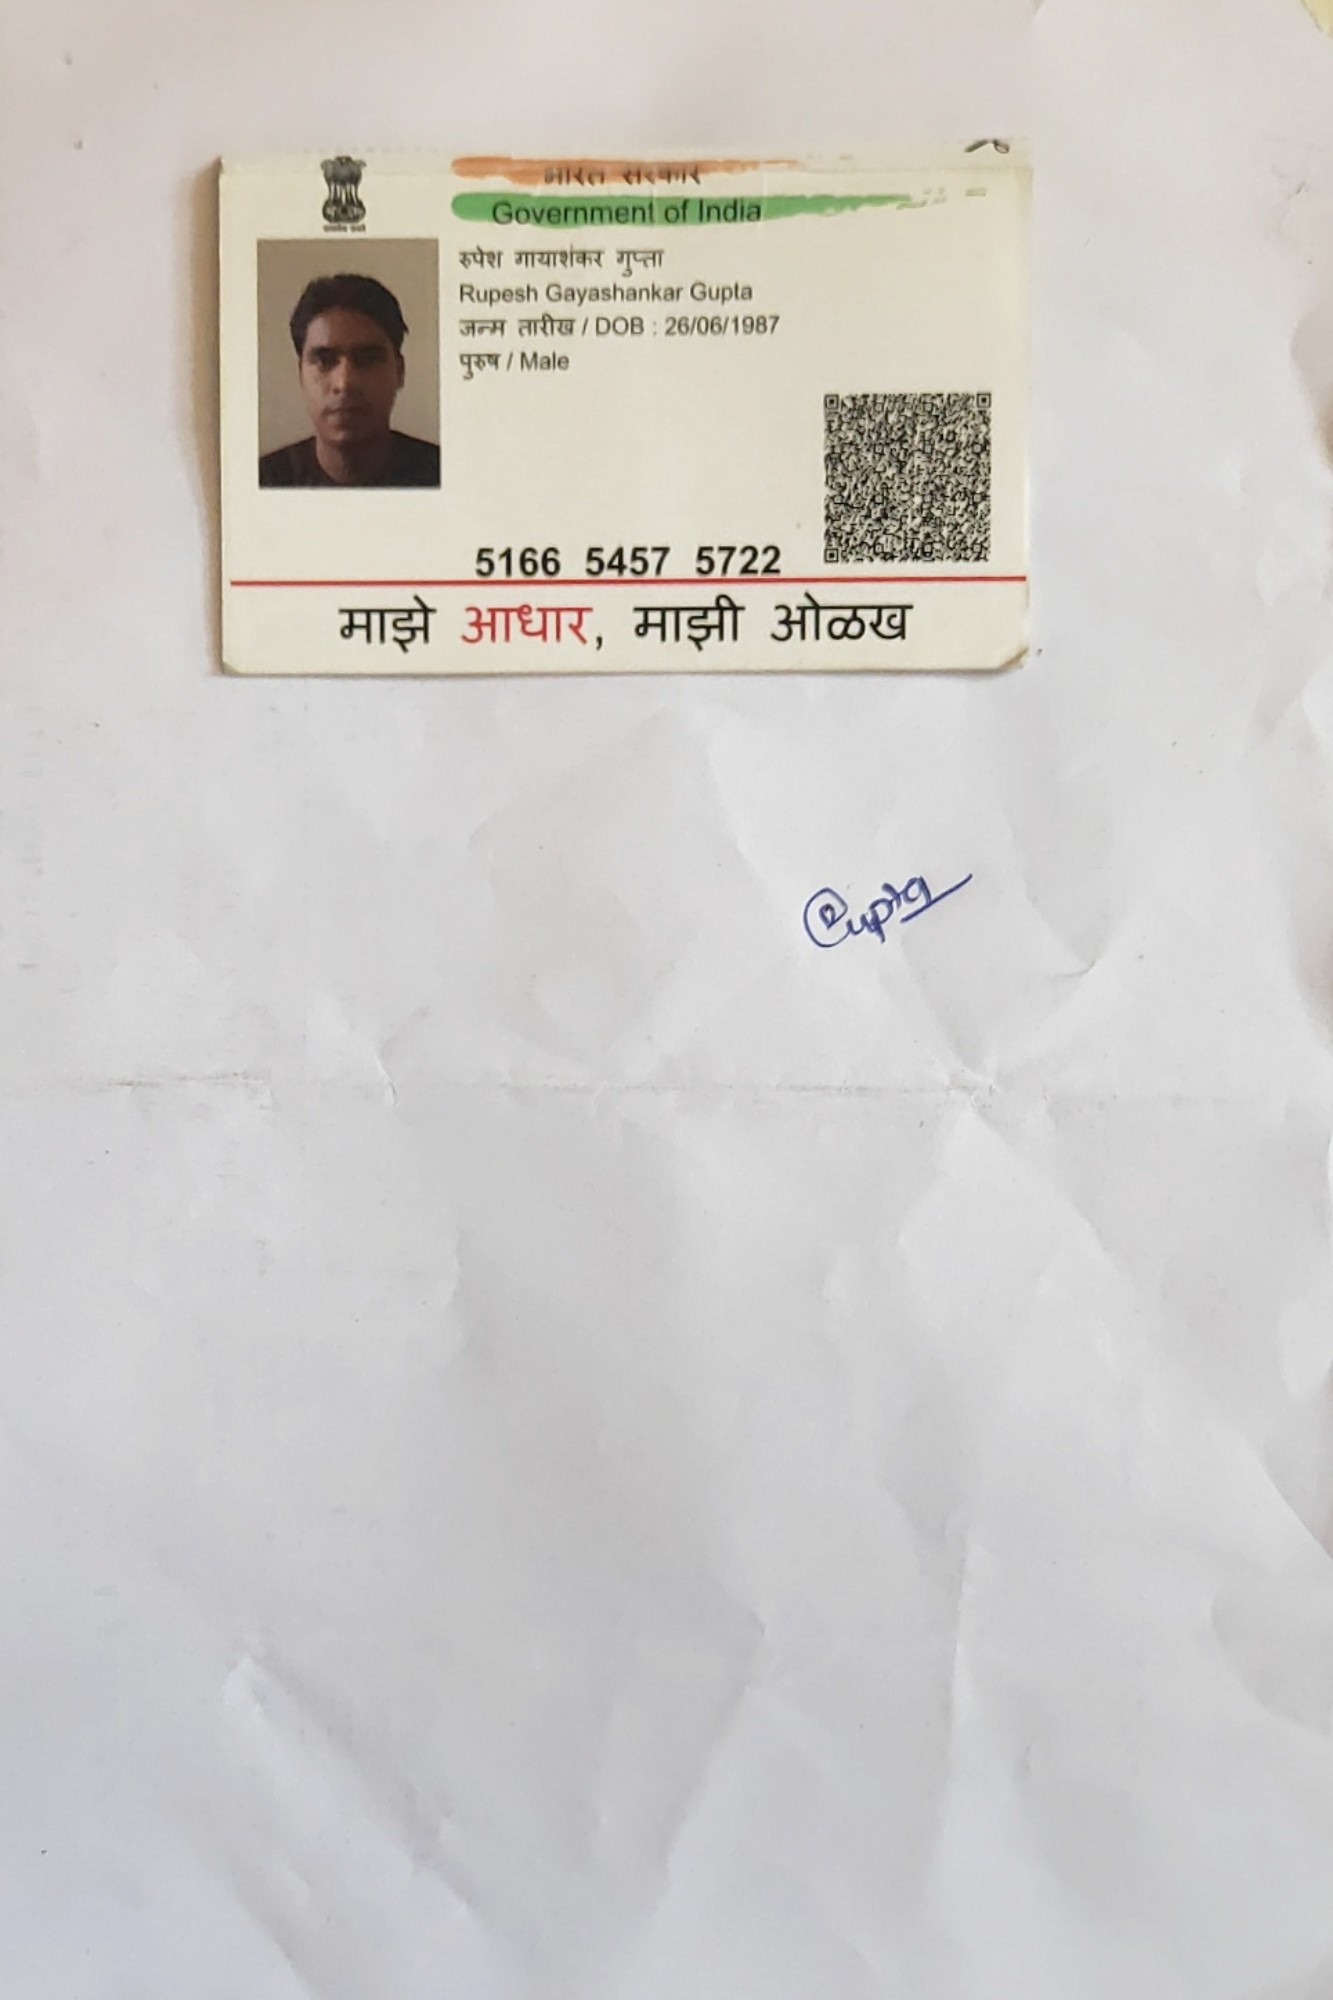 भारत सरकार
Government of India
रुपेश गायाशंकर गुप्ता
Rupesh Gayashankar Gupta
जन्म तारीख / DOB : 26/06/1987
पुरुष / Male
5166 5457 5722
माझे आधार, माझी ओळख
Rupta